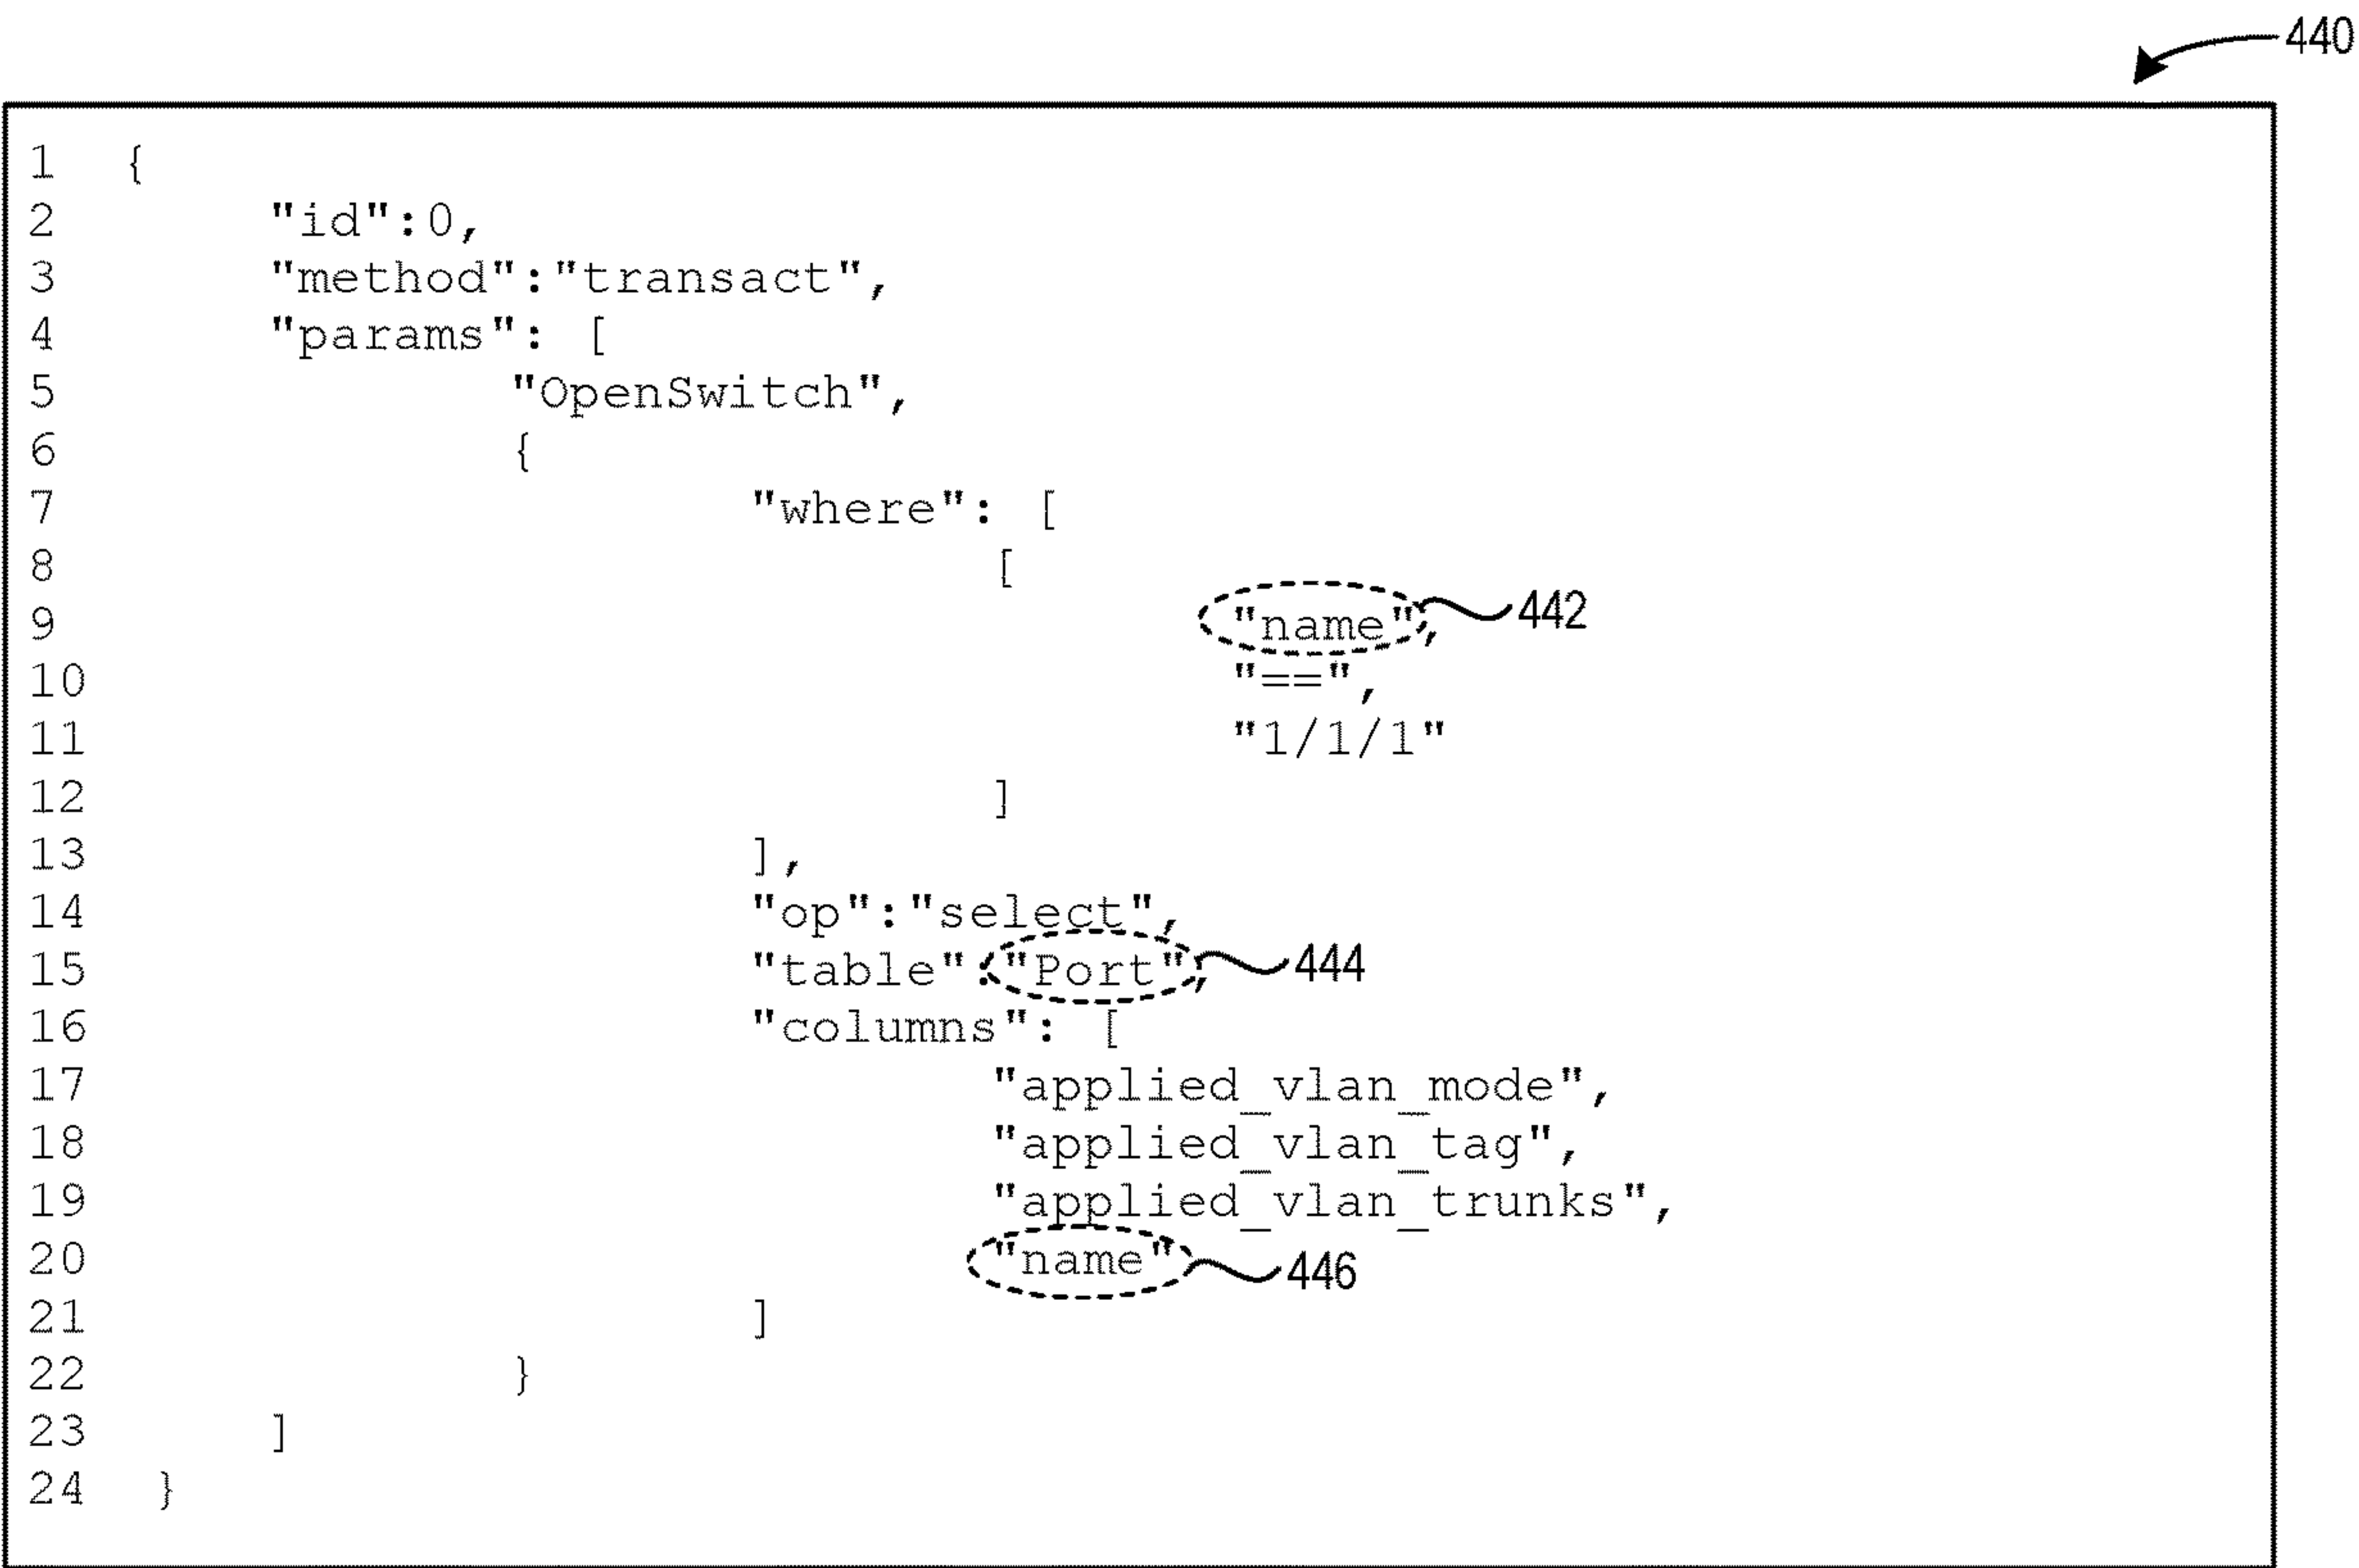 440
1 {
2 "id":0,
3 "method":"transact",
4 "params": [
5 "OpenSwitch",
6 {
7 "where": [
8 [
9 "name", 442
10 "==",
11 "1/1/1"
12 ]
13 ],
14 "op":"select",
15 "table":"Port", 444
16 "columns": [
17 "applied_vlan_mode",
18 "applied_vlan_tag",
19 "applied_vlan_trunks",
20 "name" 446
21 ]
22 }
23 ]
24 }